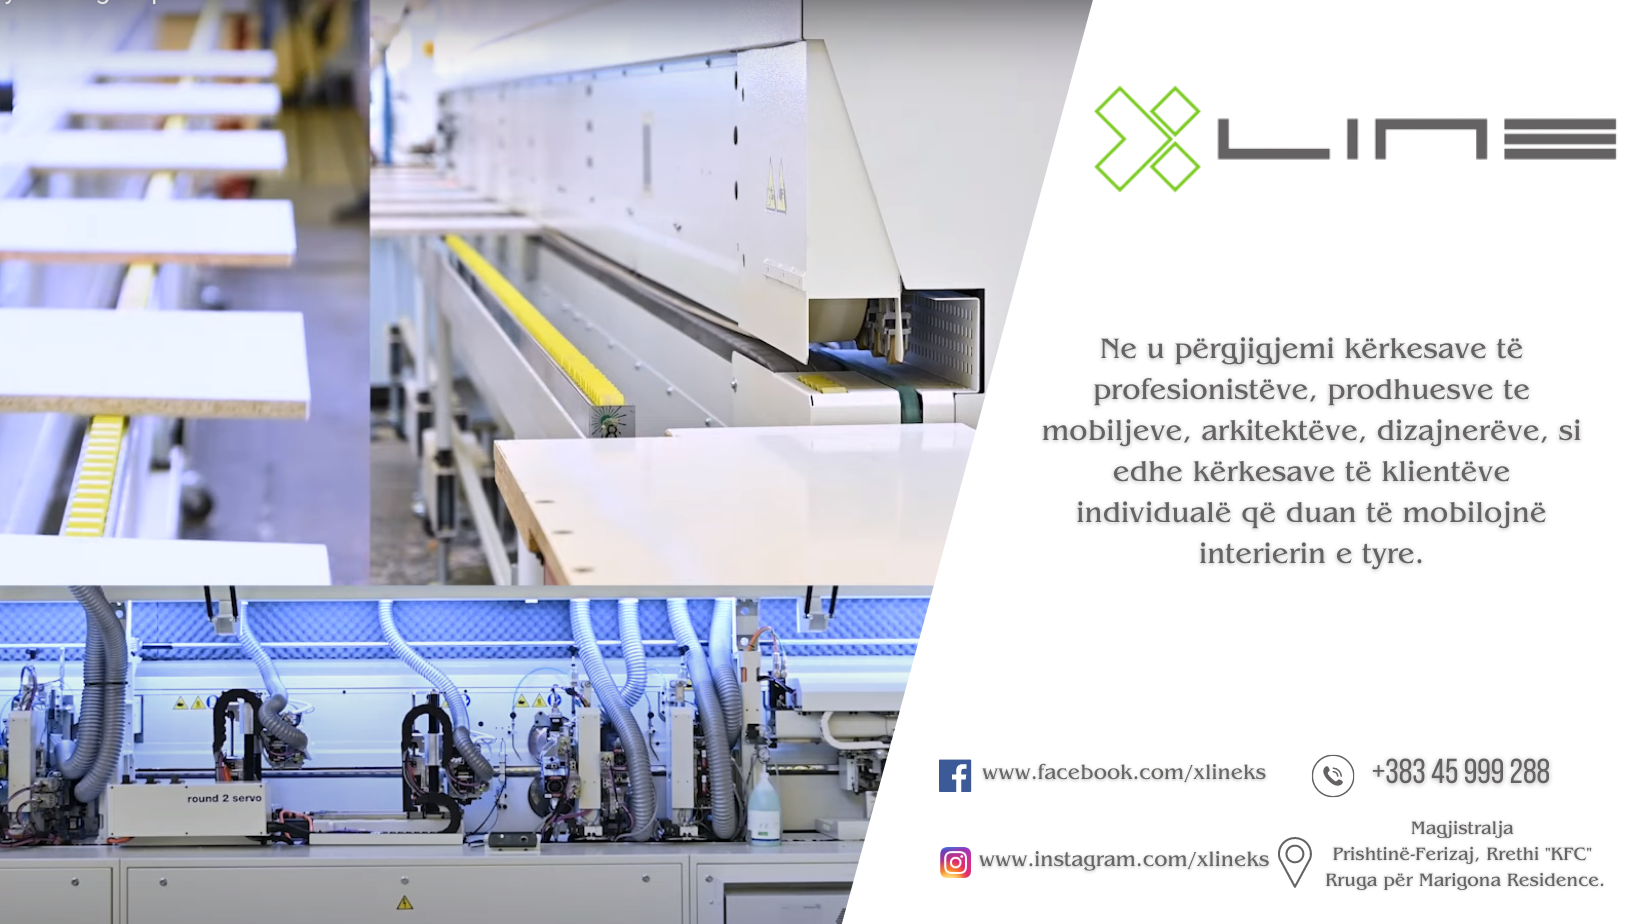 X LINE
Ne u përgjigjemi kërkesave të
profesionistëve, prodhuesve te
mobiljeve, arkitektëve, dizajnerëve, si
edhe kërkesave të klientëve
individualë që duan të mobilojnë
interierin e tyre.
www.facebook.com/xlineks
+383 45 999 288
www.instagram.com/xlineks
Magjistralja
Prishtinë-Ferizaj, Rrethi "KFC"
Rruga për Marigona Residence.
round 2 servo